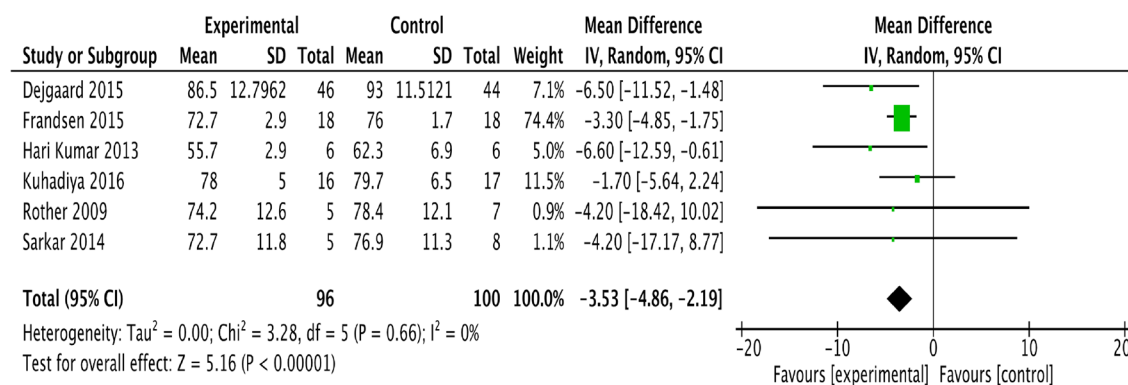 Experimental Control Mean Difference Mean Difference
Study or Subgroup Mean SD Total Mean SD Total Weight IV, Random, 95% CI IV, Random, 95% CI
Dejgaard 2015 86.5 12.7962 46 93 11.5121 44 7.1% −6.50 [−11.52, −1.48]
Frandsen 2015 72.7 2.9 18 76 1.7 18 74.4% −3.30 [−4.85, −1.75]
Hari Kumar 2013 55.7 2.9 6 62.3 6.9 6 5.0% −6.60 [−12.59, −0.61]
Kuhadiya 2016 78 5 16 79.7 6.5 17 11.5% −1.70 [−5.64, 2.24]
Rother 2009 74.2 12.6 5 78.4 12.1 7 0.9% −4.20 [−18.42, 10.02]
Sarkar 2014 72.7 11.8 5 76.9 11.3 8 1.1% −4.20 [−17.17, 8.77]
Total (95% CI) 96 100 100.0% −3.53 [−4.86, −2.19]
Heterogeneity: Tau² = 0.00; Chi² = 3.28, df = 5 (P = 0.66); I² = 0%
Test for overall effect: Z = 5.16 (P < 0.00001)
−20 −10 0 10 20
Favours [experimental] Favours [control]